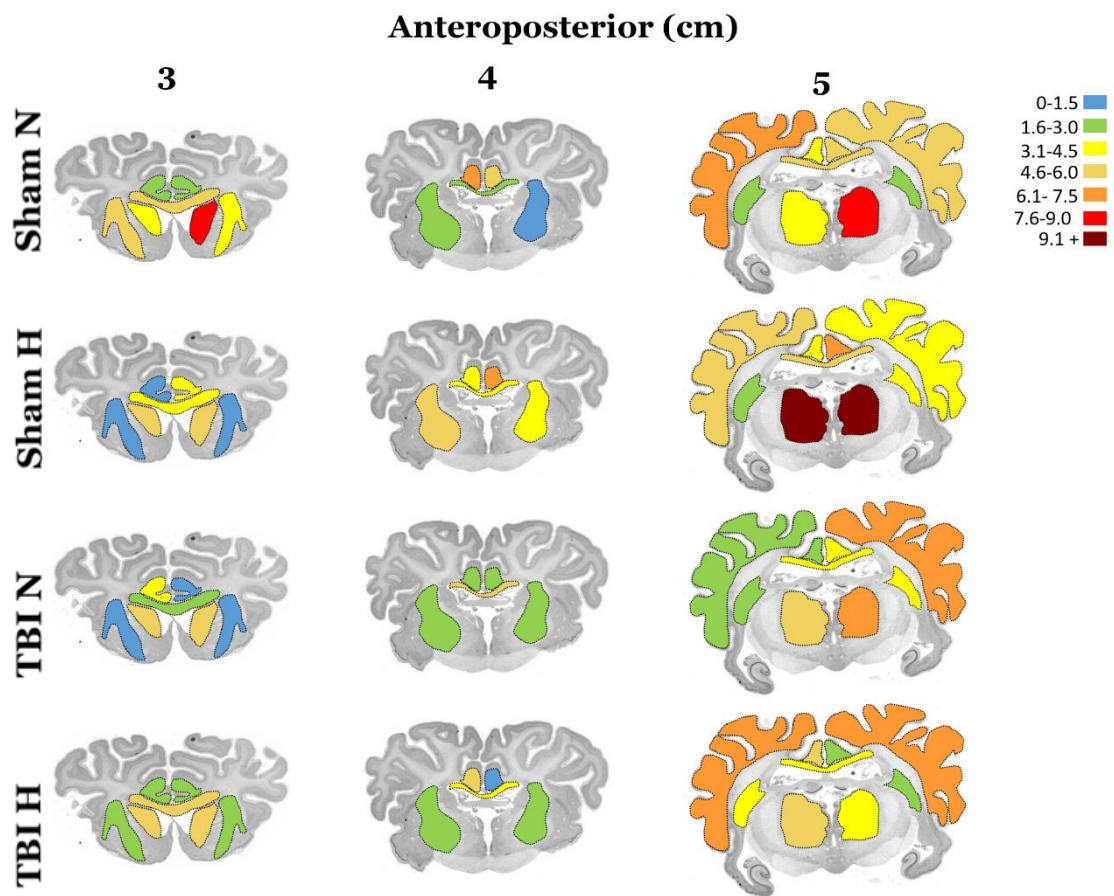 Anteroposterior (cm)
3 4 5
Sham N
Sham H
TBI N
TBI H
0-1.5
1.6-3.0
3.1-4.5
4.6-6.0
6.1- 7.5
7.6-9.0
9.1 +